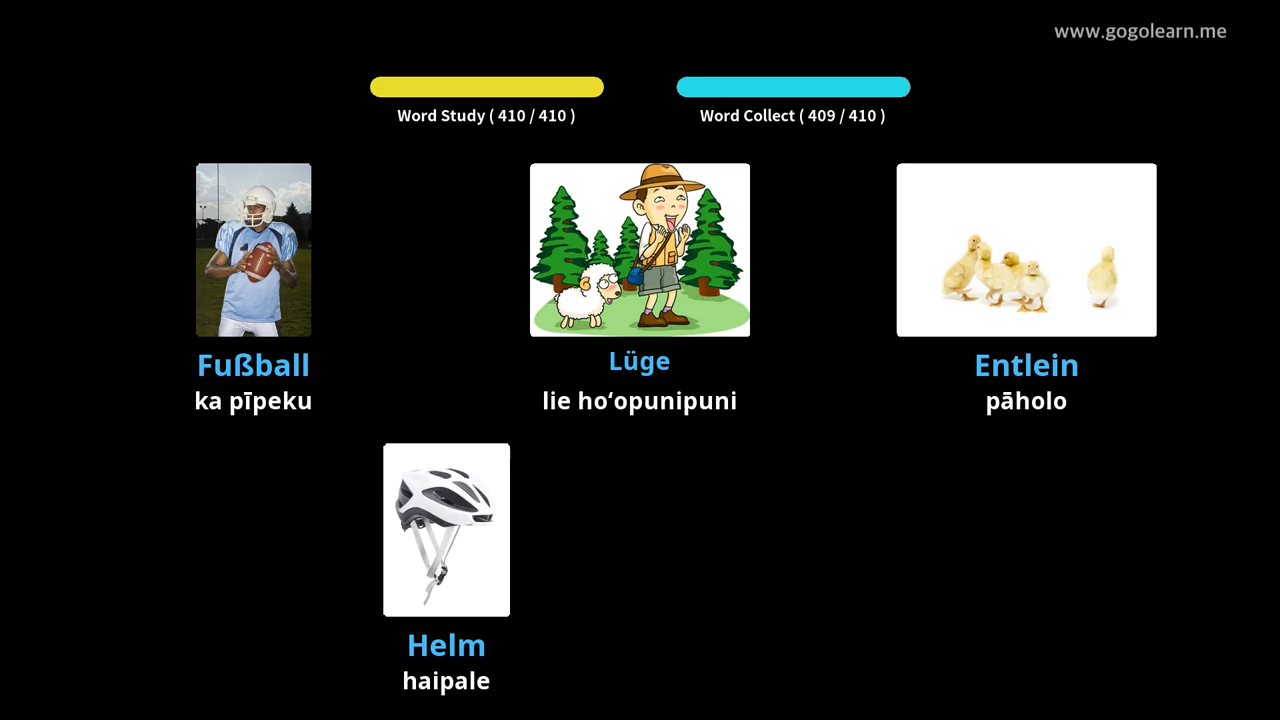 www.gogolearn.me
Word Study ( 410 / 410 )
Word Collect ( 409 / 410 )
Fußball
ka pīpeku
Lüge
lie hoʻopunipuni
Entlein
pāholo
Helm
haipale